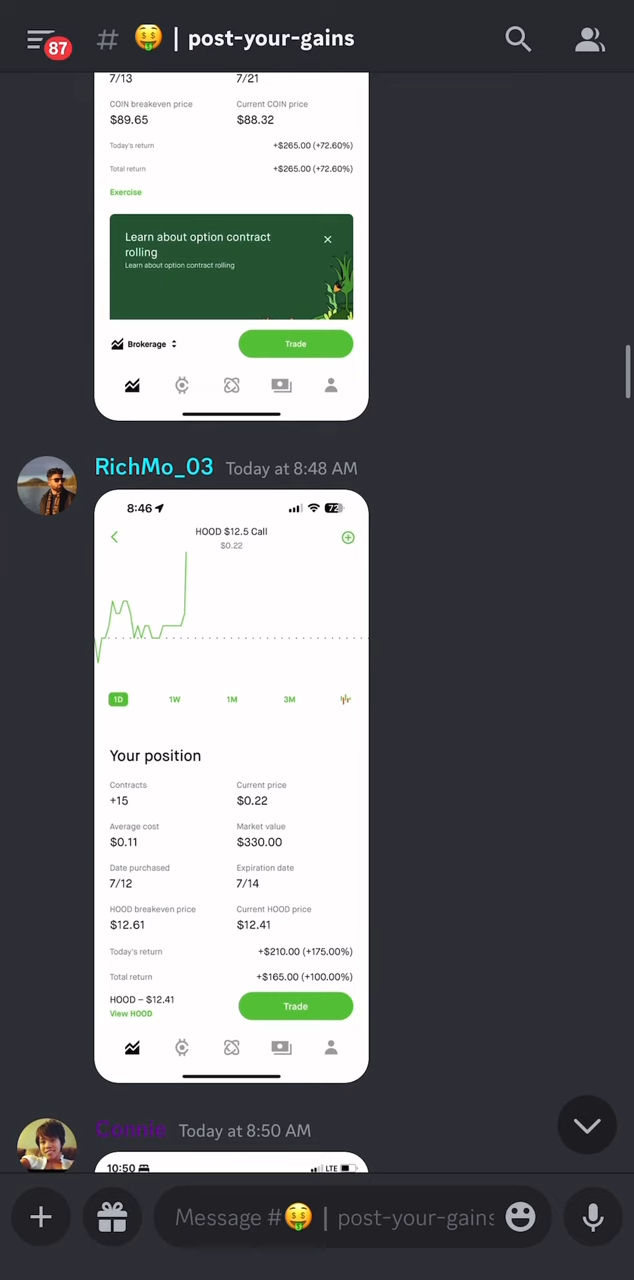 87
# 🤑 | post-your-gains
7/13 7/21
COIN breakeven price Current COIN price
$89.65 $88.32
Today's return +$265.00 (+72.60%)
Total return +$265.00 (+72.60%)
Exercise
Learn about option contract
rolling
Learn about option contract rolling
Brokerage Trade
RichMo_03 Today at 8:48 AM
8:46 72
HOOD $12.5 Call
$0.22
1D 1W 1M 3M
Your position
Contracts Current price
+15 $0.22
Average cost Market value
$0.11 $330.00
Date purchased Expiration date
7/12 7/14
HOOD breakeven price Current HOOD price
$12.61 $12.41
Today's return +$210.00 (+175.00%)
Total return +$165.00 (+100.00%)
HOOD – $12.41
View HOOD
Trade
Connie Today at 8:50 AM
10:50 LTE
Message #🤑 | post-your-gains